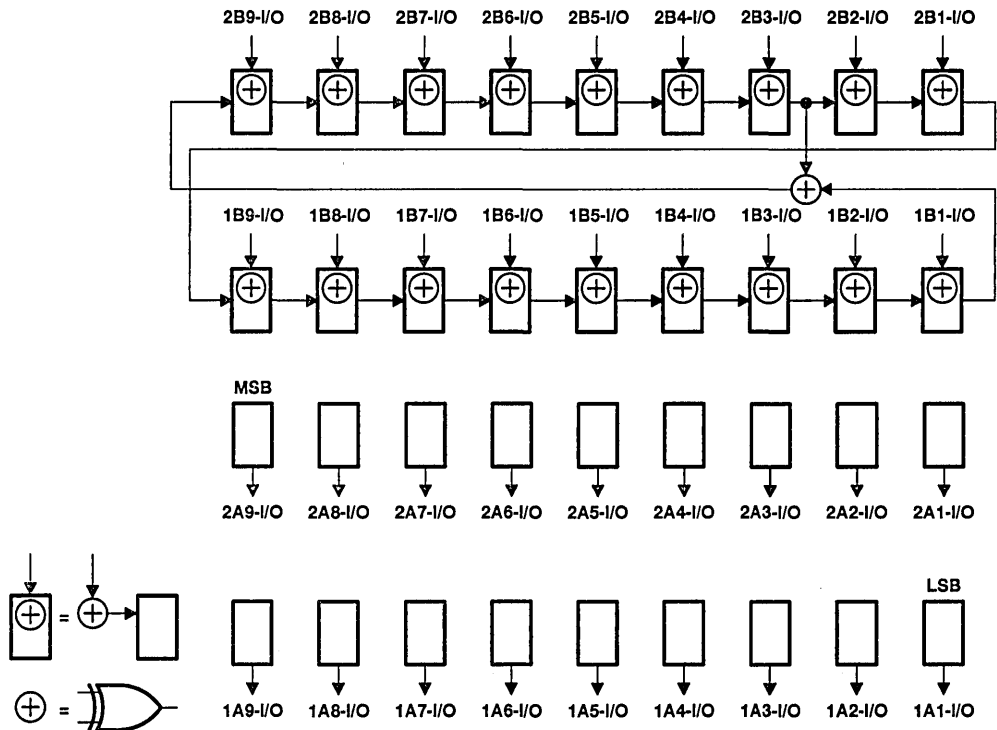 2B9-I/O 2B8-I/O 2B7-I/O 2B6-I/O 2B5-I/O 2B4-I/O 2B3-I/O 2B2-I/O 2B1-I/O
1B9-I/O 1B8-I/O 1B7-I/O 1B6-I/O 1B5-I/O 1B4-I/O 1B3-I/O 1B2-I/O 1B1-I/O
MSB
2A9-I/O 2A8-I/O 2A7-I/O 2A6-I/O 2A5-I/O 2A4-I/O 2A3-I/O 2A2-I/O 2A1-I/O
LSB
=
=
1A9-I/O 1A8-I/O 1A7-I/O 1A6-I/O 1A5-I/O 1A4-I/O 1A3-I/O 1A2-I/O 1A1-I/O